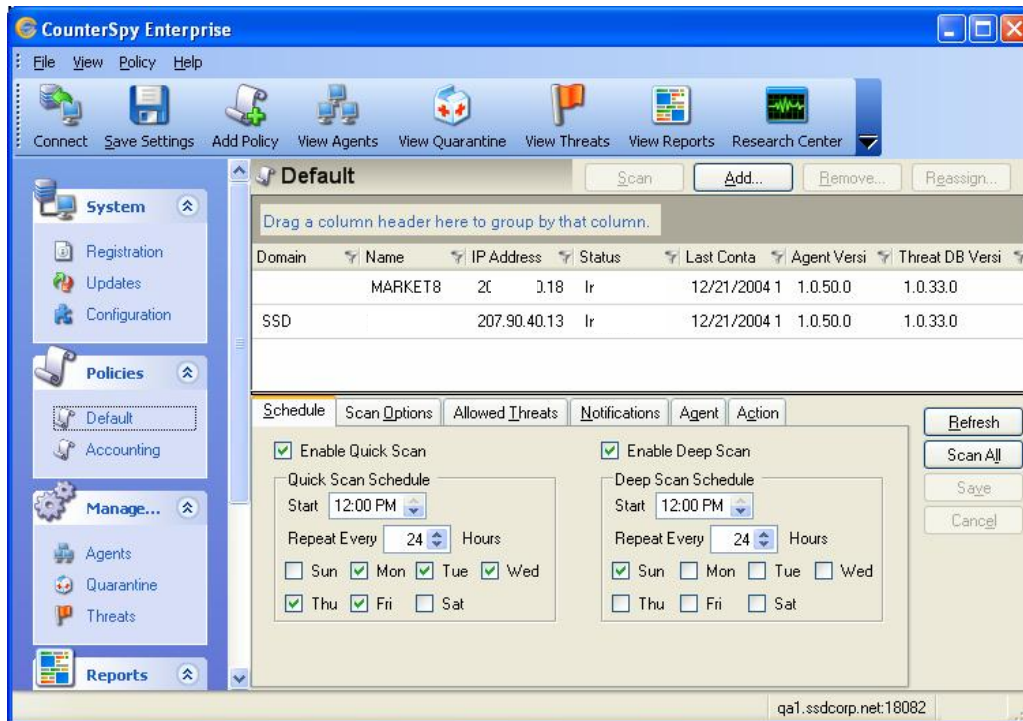 CounterSpy Enterprise
File View Policy Help
Connect Save Settings Add Policy View Agents View Quarantine View Threats View Reports Research Center
System
Registration
Updates
Configuration
Policies
Default
Accounting
Manage...
Agents
Quarantine
Threats
Reports
Default Scan Add... Remove... Reassign...
Drag a column header here to group by that column.
Domain Name IP Address Status Last Conta Agent Versi Threat DB Versi
MARKET8 20 .18 Ir 12/21/2004 1 1.0.50.0 1.0.33.0
SSD 207.90.40.13 Ir 12/21/2004 1 1.0.50.0 1.0.33.0
Schedule Scan Options Allowed Threats Notifications Agent Action
Enable Quick Scan
Quick Scan Schedule
Start 12:00 PM
Repeat Every 24 Hours
Sun Mon Tue Wed
Thu Fri Sat
Enable Deep Scan
Deep Scan Schedule
Start 12:00 PM
Repeat Every 24 Hours
Sun Mon Tue Wed
Thu Fri Sat
Refresh
Scan All
Save
Cancel
qa1.ssdcorp.net:18082